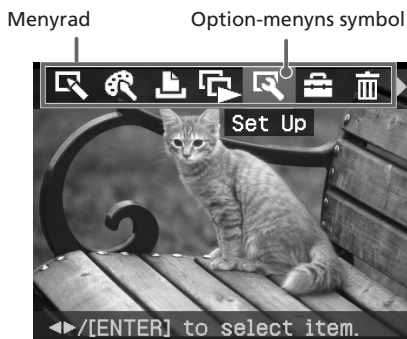 Menyrad
Option-menyns symbol
Set Up
◄►/[ENTER] to select item.